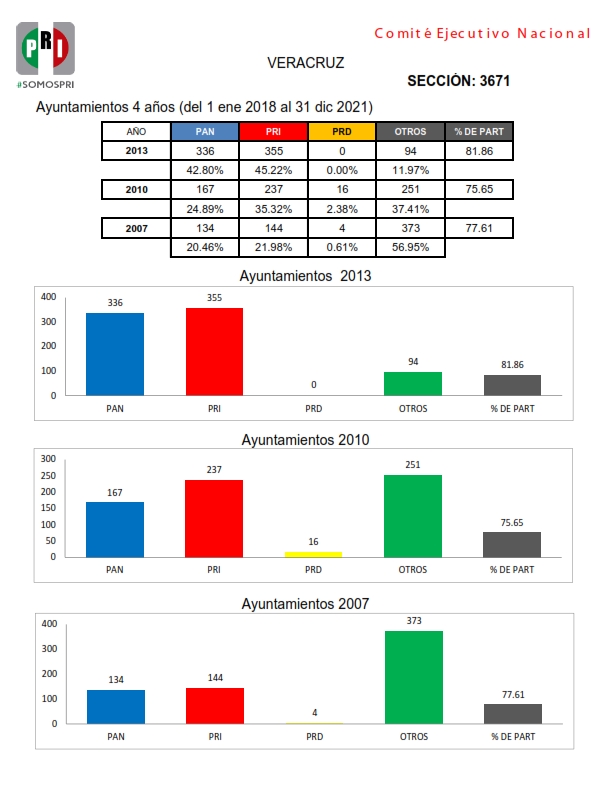 Comité Ejecutivo Nacional
PRI
#SOMOSPRI
VERACRUZ
SECCIÓN: 3671
Ayuntamientos 4 años (del 1 ene 2018 al 31 dic 2021)
AÑO PAN PRI PRD OTROS % DE PART
2013 336 355 0 94 81.86
42.80% 45.22% 0.00% 11.97%
2010 167 237 16 251 75.65
24.89% 35.32% 2.38% 37.41%
2007 134 144 4 373 77.61
20.46% 21.98% 0.61% 56.95%
Ayuntamientos 2013
400
300
200
100
0
336 355 0 94 81.86
PAN PRI PRD OTROS % DE PART
Ayuntamientos 2010
300
250
200
150
100
50
0
167 237 16 251 75.65
PAN PRI PRD OTROS % DE PART
Ayuntamientos 2007
400
300
200
100
0
134 144 4 373 77.61
PAN PRI PRD OTROS % DE PART